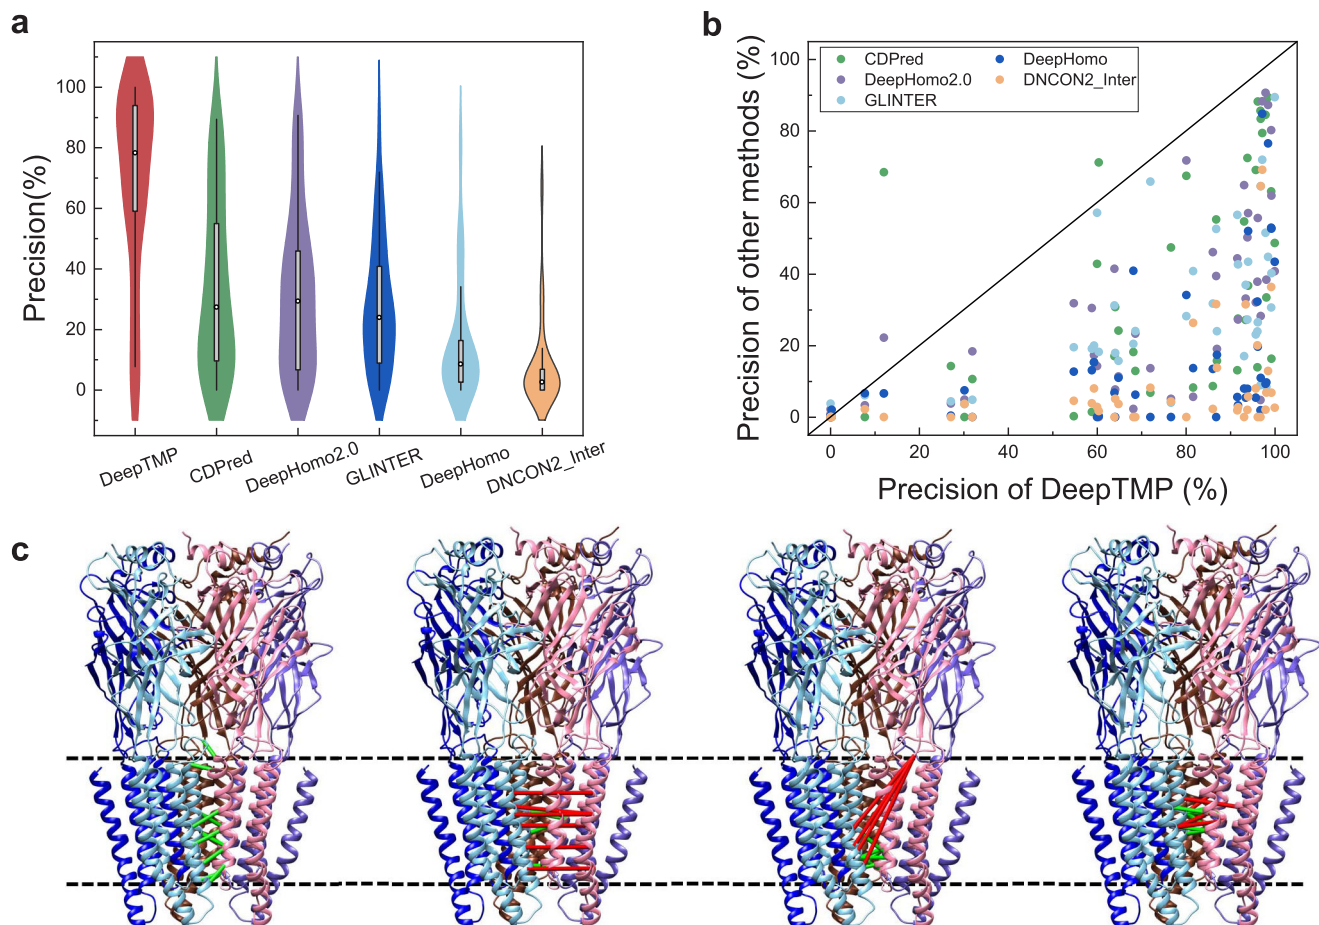 a
Precision(%)
100
80
60
40
20
0
DeepTMP
CDPred
DeepHomo2.0
GLINTER
DeepHomo
DNCON2_Inter
b
Precision of other methods (%)
100
80
60
40
20
0
CDPred
DeepHomo2.0
GLINTER
DeepHomo
DNCON2_Inter
0 20 40 60 80 100
Precision of DeepTMP (%)
c